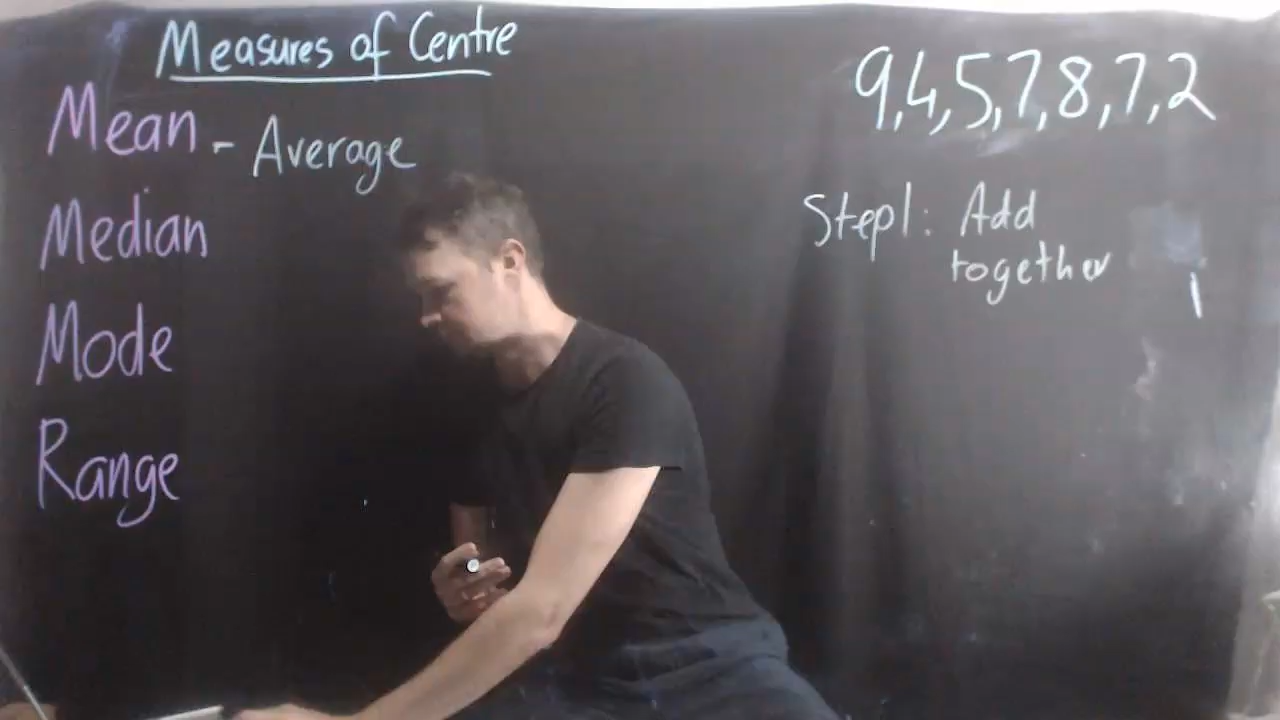 Measures of Centre
Mean - Average
Median
Mode
Range
9,4,5,7,8,7,2
Step1: Add
together